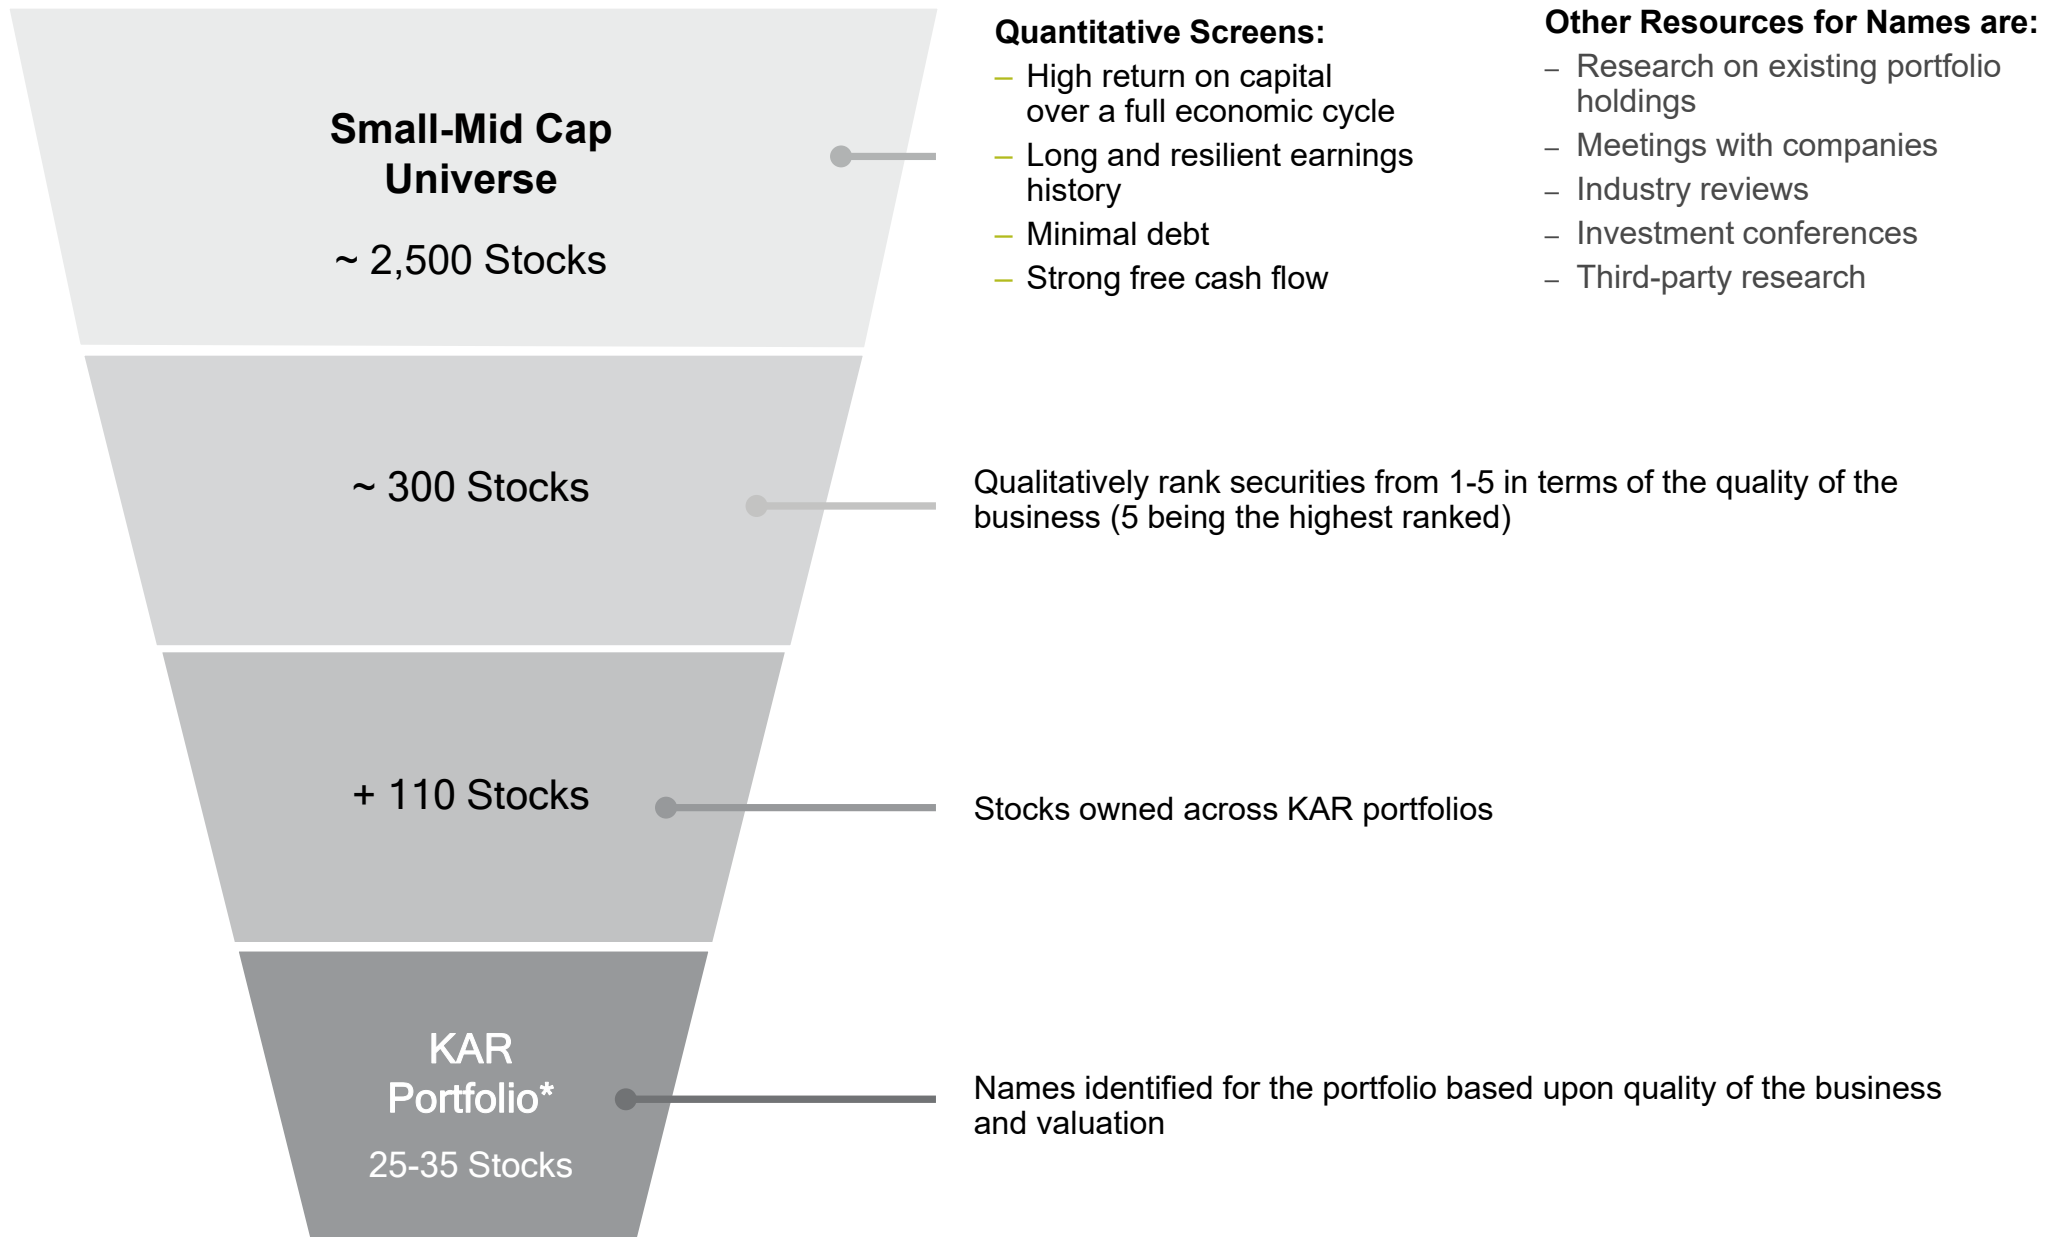 Small-Mid Cap
Universe
~ 2,500 Stocks
Quantitative Screens:
– High return on capital
over a full economic cycle
– Long and resilient earnings
history
– Minimal debt
– Strong free cash flow
Other Resources for Names are:
– Research on existing portfolio
holdings
– Meetings with companies
– Industry reviews
– Investment conferences
– Third-party research
~ 300 Stocks
Qualitatively rank securities from 1-5 in terms of the quality of the
business (5 being the highest ranked)
+ 110 Stocks
Stocks owned across KAR portfolios
KAR
Portfolio*
25-35 Stocks
Names identified for the portfolio based upon quality of the business
and valuation